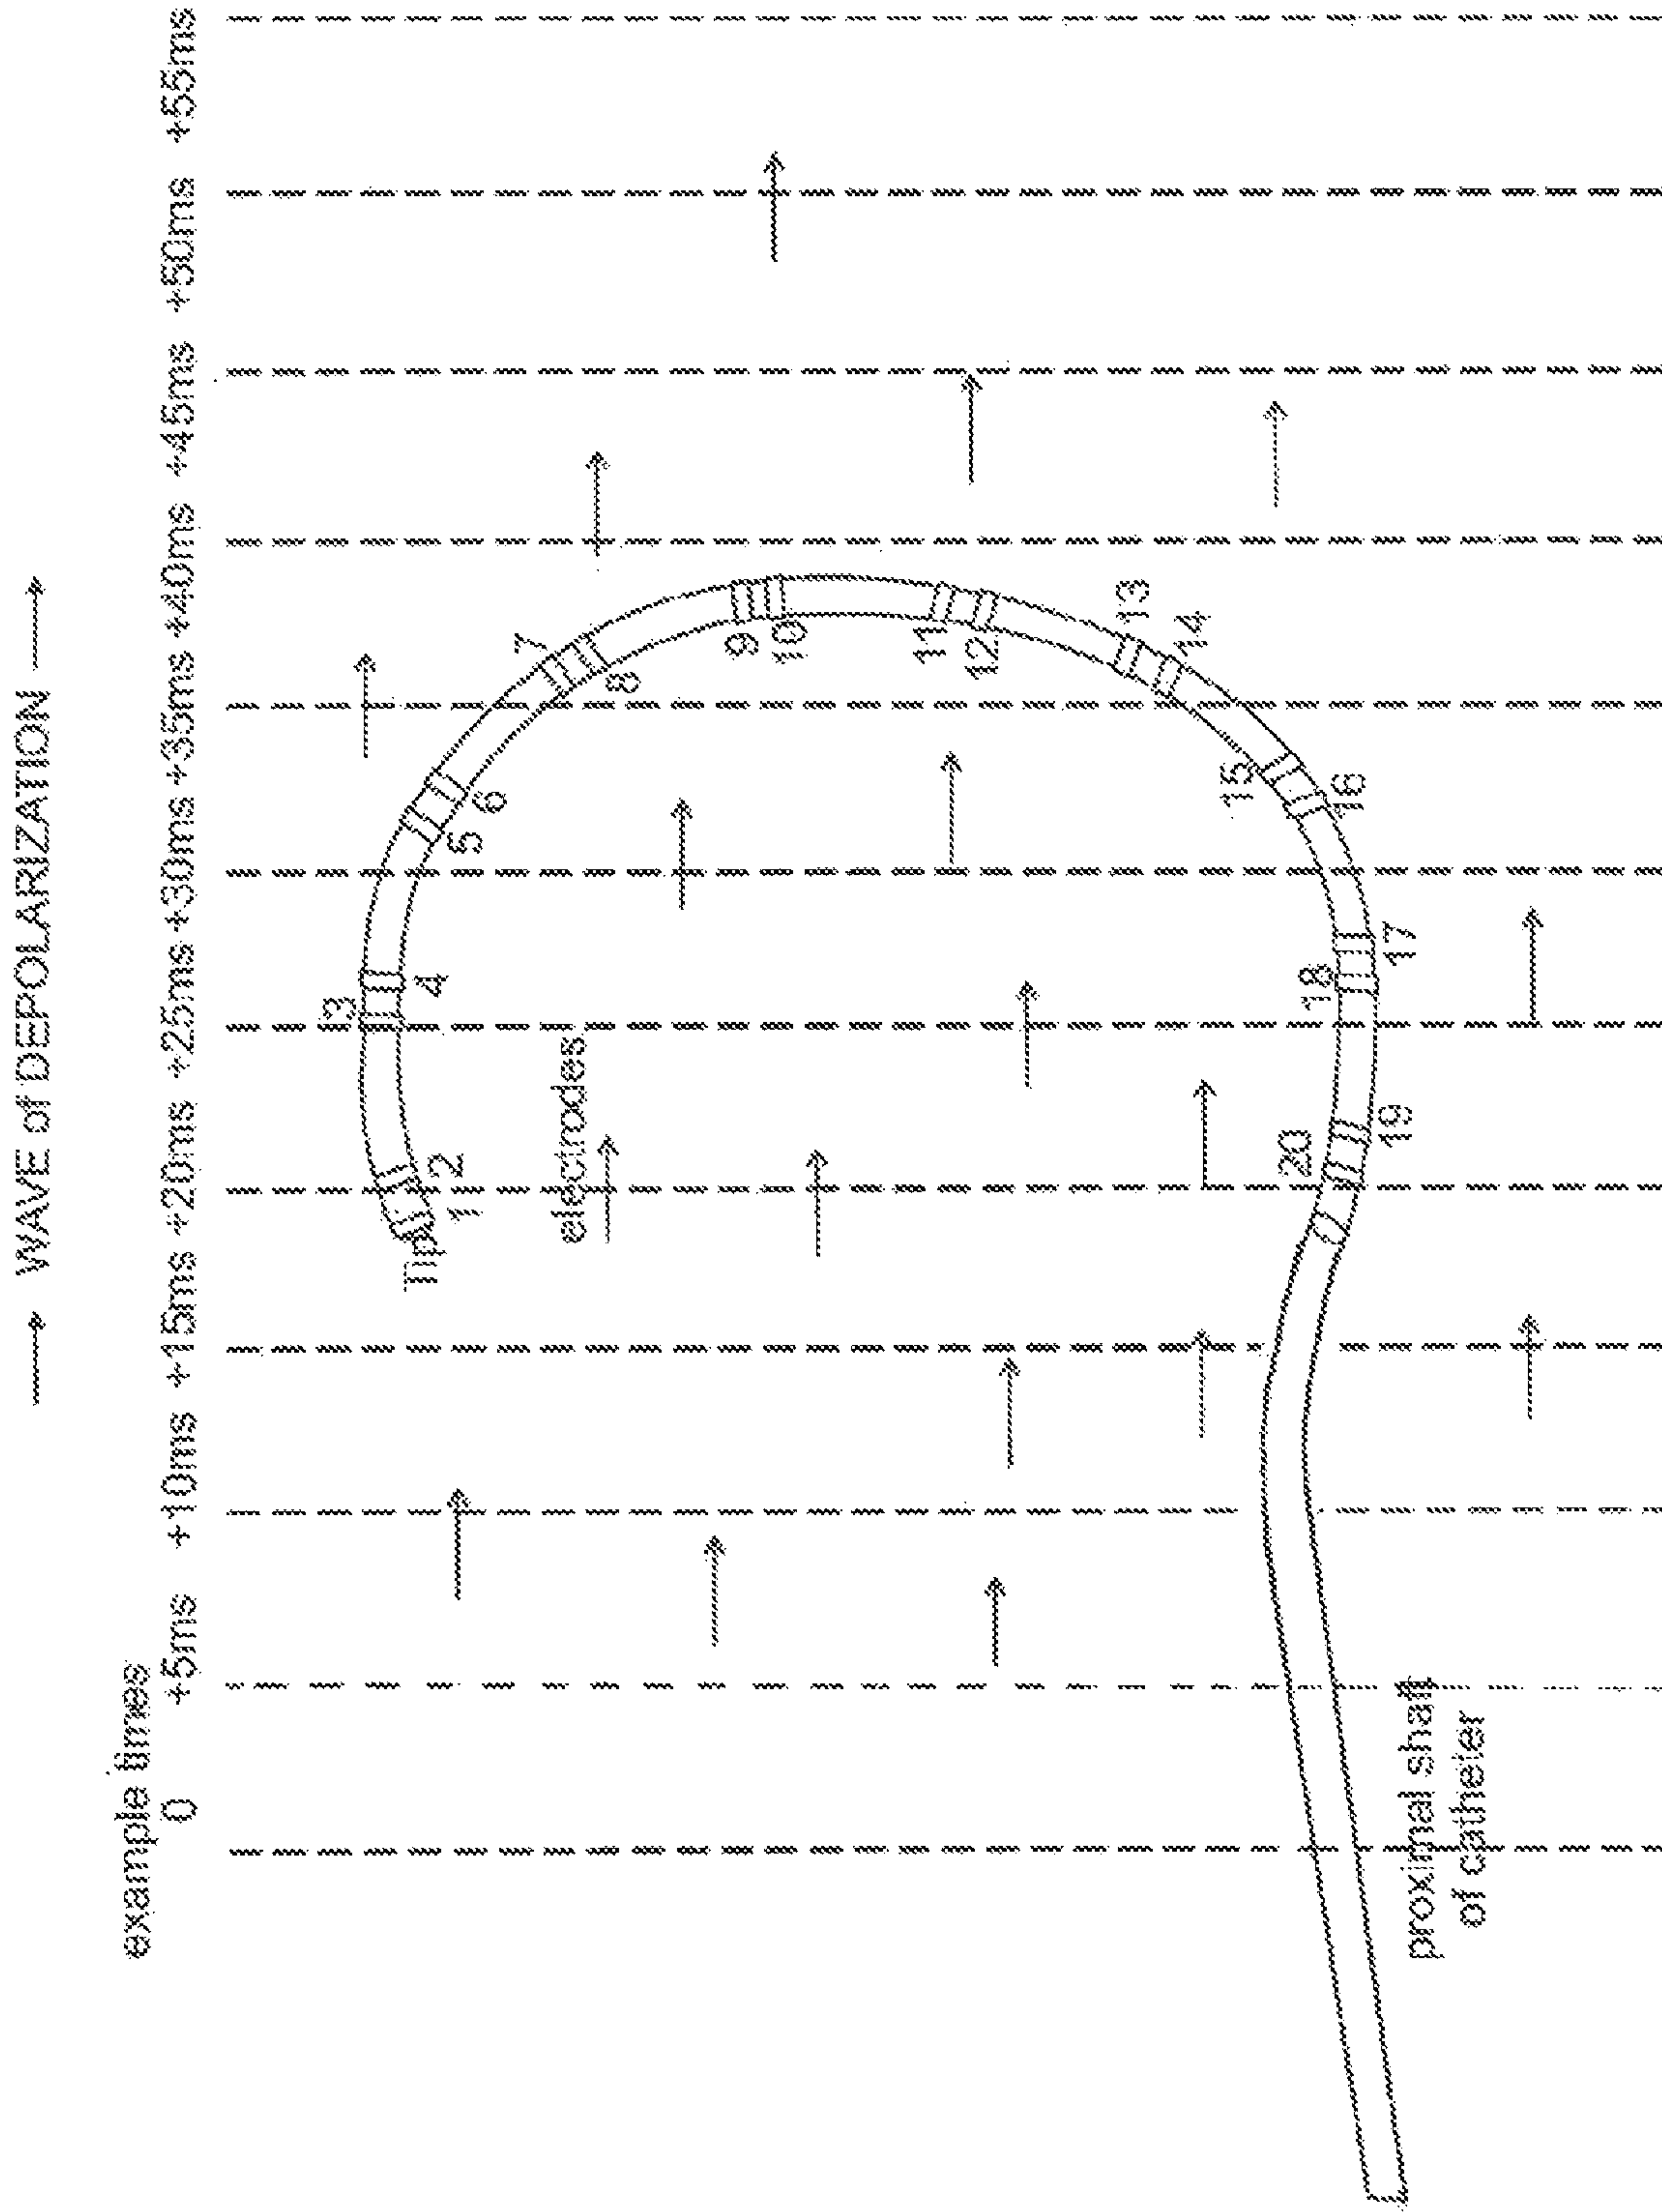 WAVE of DEPOLARIZATION
example times
0 +5ms +10ms +15ms +20ms +25ms +30ms +35ms +40ms +45ms +50ms +55ms
3
4
Tip
1
2
5
6
7
8
electrodes
9
10
11
12
13
14
15
16
20
19
18
17
proximal shaft
of catheter